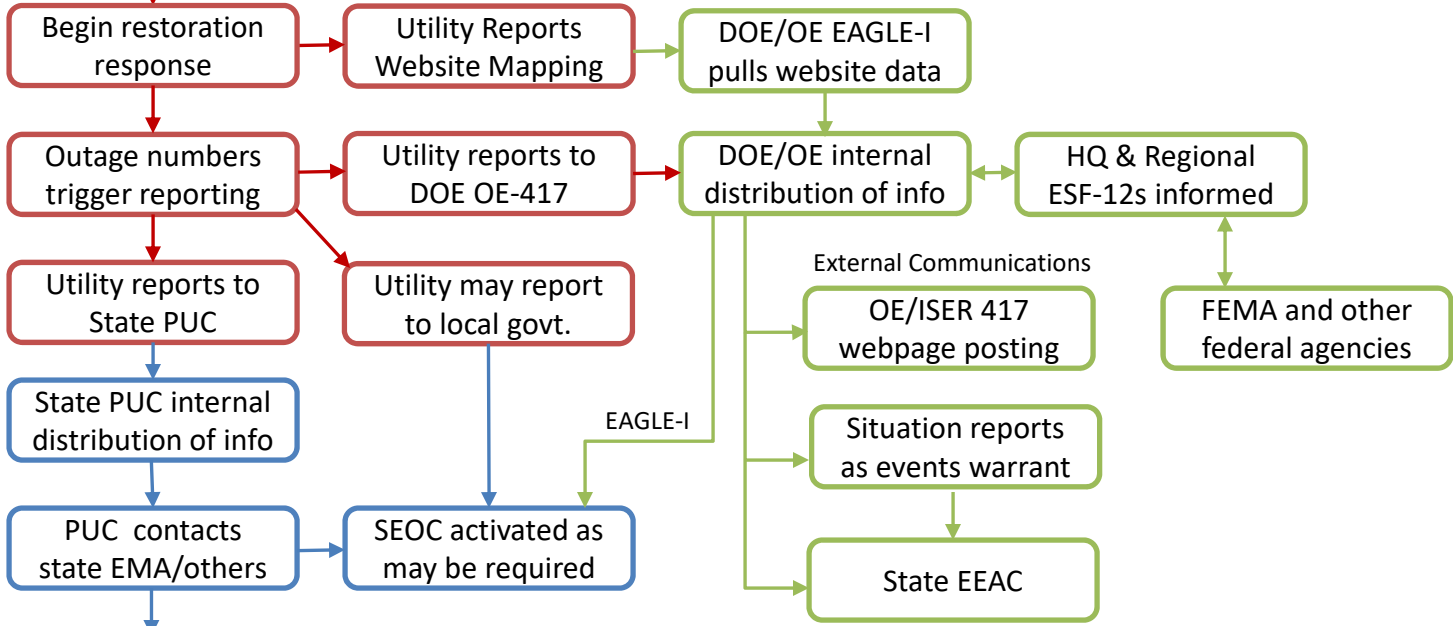 Begin restoration
response
Utility Reports
Website Mapping
DOE/OE EAGLE-I
pulls website data
Outage numbers
trigger reporting
Utility reports to
DOE OE-417
DOE/OE internal
distribution of info
HQ & Regional
ESF-12s informed
External Communications
Utility reports to
State PUC
Utility may report
to local govt.
OE/ISER 417
webpage posting
FEMA and other
federal agencies
State PUC internal
distribution of info
EAGLE-I
Situation reports
as events warrant
PUC contacts
state EMA/others
SEOC activated as
may be required
State EEAC